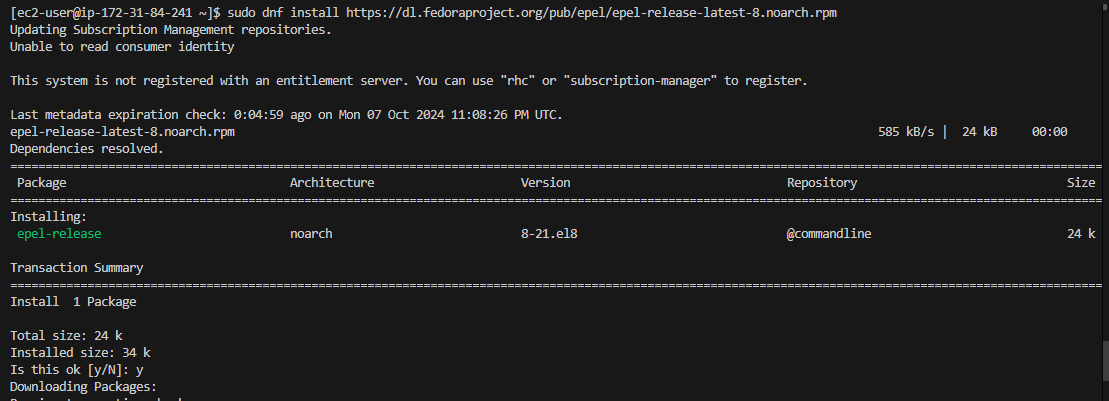 [ec2-user@ip-172-31-84-241 ~]$ sudo dnf install https://dl.fedoraproject.org/pub/epel/epel-release-latest-8.noarch.rpm
Updating Subscription Management repositories.
Unable to read consumer identity
This system is not registered with an entitlement server. You can use "rhc" or "subscription-manager" to register.
Last metadata expiration check: 0:04:59 ago on Mon 07 Oct 2024 11:08:26 PM UTC.
epel-release-latest-8.noarch.rpm 585 kB/s | 24 kB 00:00
Dependencies resolved.
Package Architecture Version Repository Size
Installing:
epel-release noarch 8-21.el8 @commandline 24 k
Transaction Summary
Install 1 Package
Total size: 24 k
Installed size: 34 k
Is this ok [y/N]: y
Downloading Packages: